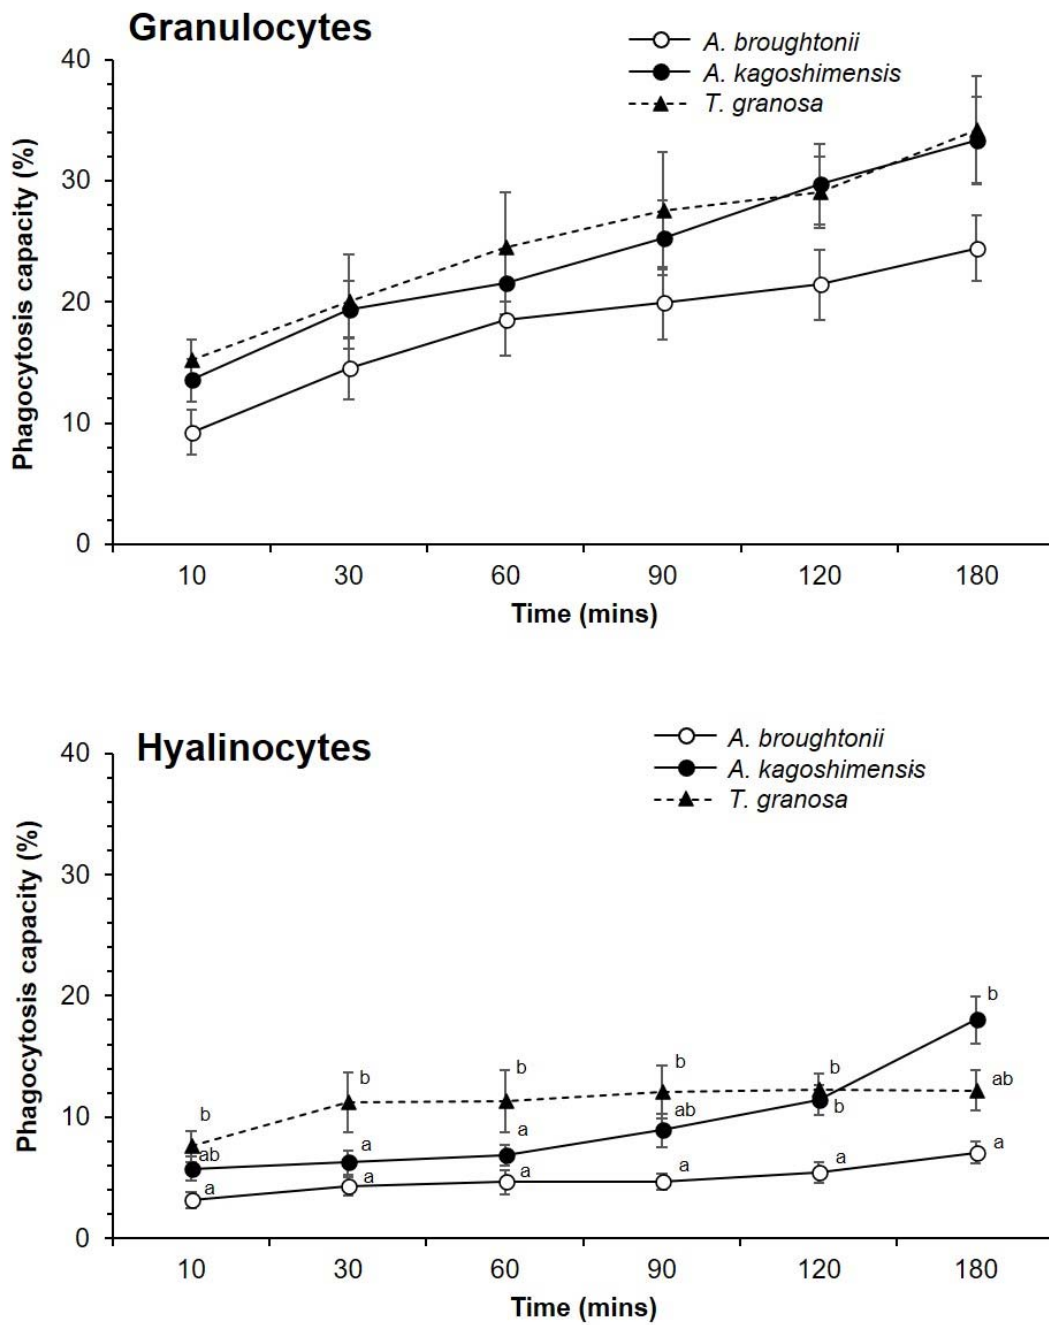 Granulocytes
A. broughtonii
A. kagoshimensis
T. granosa
Phagocytosis capacity (%)
40
30
20
10
0
10 30 60 90 120 180
Time (mins)
Hyalinocytes
A. broughtonii
A. kagoshimensis
T. granosa
Phagocytosis capacity (%)
40
30
20
10
0
b b b b b b
ab a a ab b ab
a a a a a a
10 30 60 90 120 180
Time (mins)